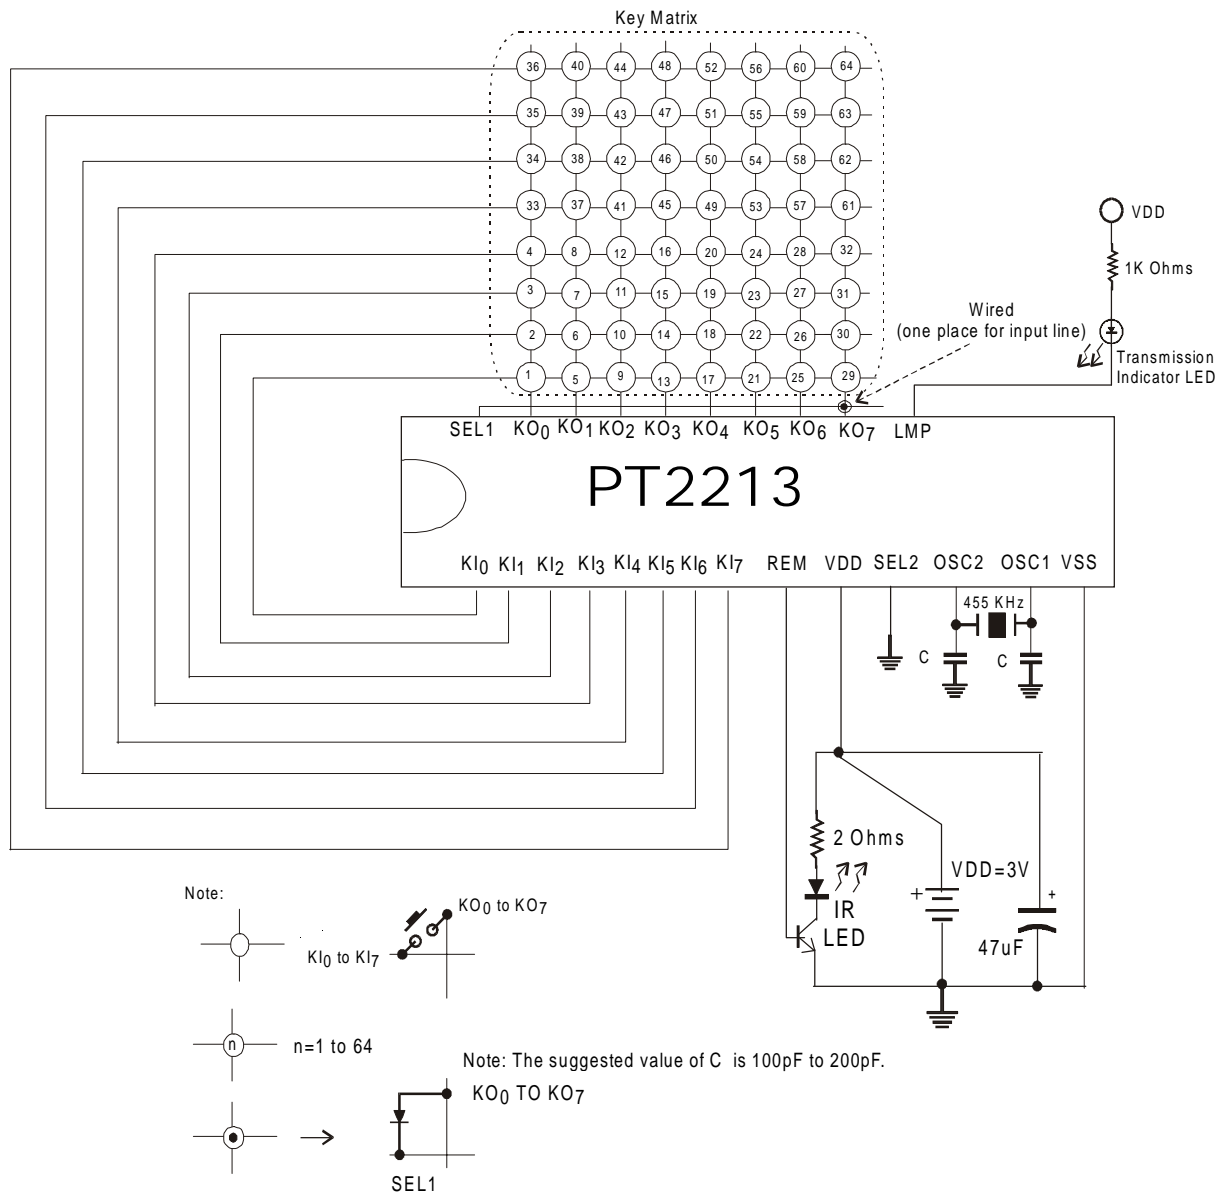 Key Matrix
36 40 44 48 52 56 60 64
35 39 43 47 51 55 59 63
34 38 42 46 50 54 58 62
33 37 41 45 49 53 57 61
4 8 12 16 20 24 28 32
3 7 11 15 19 23 27 31
2 6 10 14 18 22 26 30
1 5 9 13 17 21 25 29
VDD
1K Ohms
Wired
(one place for input line)
Transmission
Indicator LED
SEL1 KO0 KO1 KO2 KO3 KO4 KO5 KO6 KO7 LMP
PT2213
KI0 KI1 KI2 KI3 KI4 KI5 KI6 KI7 REM VDD SEL2 OSC2 OSC1 VSS
455 KHz
C C
2 Ohms
VDD=3V
+ +
IR
LED
47uF
Note:
KO0 to KO7
KI0 to KI7
n n=1 to 64
Note: The suggested value of C is 100pF to 200pF.
KO0 TO KO7
SEL1